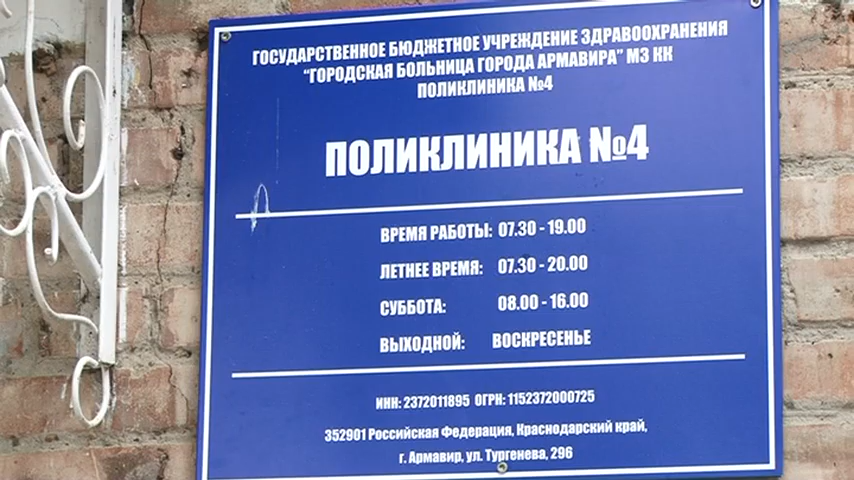 ГОСУДАРСТВЕННОЕ БЮДЖЕТНОЕ УЧРЕЖДЕНИЕ ЗДРАВООХРАНЕНИЯ
"ГОРОДСКАЯ БОЛЬНИЦА ГОРОДА АРМАВИРА" МЗ КК
ПОЛИКЛИНИКА №4
ПОЛИКЛИНИКА №4
ВРЕМЯ РАБОТЫ: 07.30 - 19.00
ЛЕТНЕЕ ВРЕМЯ: 07.30 - 20.00
СУББОТА: 08.00 - 16.00
ВЫХОДНОЙ: ВОСКРЕСЕНЬЕ
ИНН: 2372011895 ОГРН: 1152372000725
352901 Российская Федерация, Краснодарский край,
г. Армавир, ул. Тургенева, 296